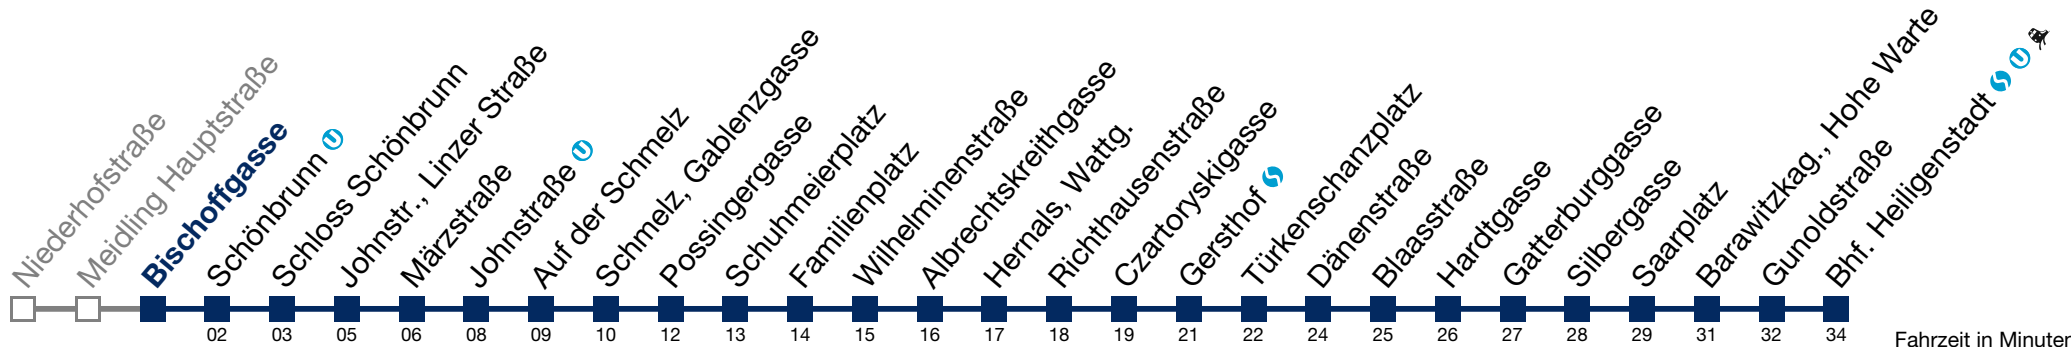 Niederhofstraße
Meidling Hauptstraße
Bischoffgasse
Schönbrunn U
Schloss Schönbrunn
Johnstr., Linzer Straße
Märzstraße
Johnstraße U
Auf der Schmelz
Schmelz, Gablenzgasse
Possingergasse
Schuhmeierplatz
Familienplatz
Wilhelminenstraße
Albrechtskreithgasse
Hernals, Wattg.
Richthausenstraße
Czartoryskigasse
Gersthof S
Türkenschanzplatz
Dänenstraße
Blaasstraße
Hardtgasse
Gatterburggasse
Silbergasse
Saarplatz
Barawitzkag., Hohe Warte
Gunoldstraße
Bhf. Heiligenstadt S U
02 03 05 06 08 09 10 12 13 14 15 16 17 18 19 21 22 24 25 26 27 28 29 31 32 34
Fahrzeit in Minuten